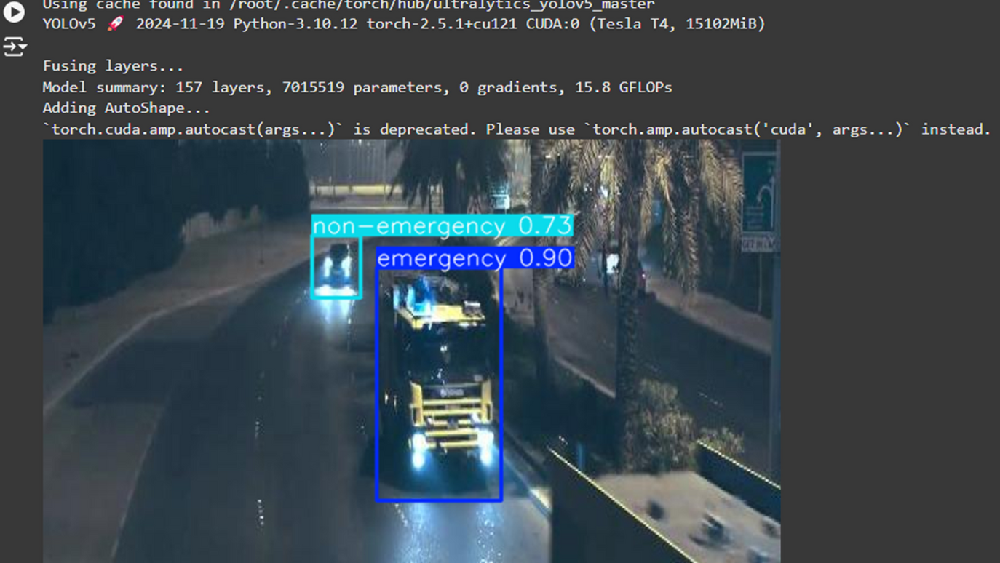 Using cache found in /root/.cache/torch/hub/ultralytics_yolov5_master
YOLOv5 🚀 2024-11-19 Python-3.10.12 torch-2.5.1+cu121 CUDA:0 (Tesla T4, 15102MiB)
Fusing layers...
Model summary: 157 layers, 7015519 parameters, 0 gradients, 15.8 GFLOPs
Adding AutoShape...
`torch.cuda.amp.autocast(args...)` is deprecated. Please use `torch.amp.autocast('cuda', args...)` instead.
non-emergency 0.73
emergency 0.90